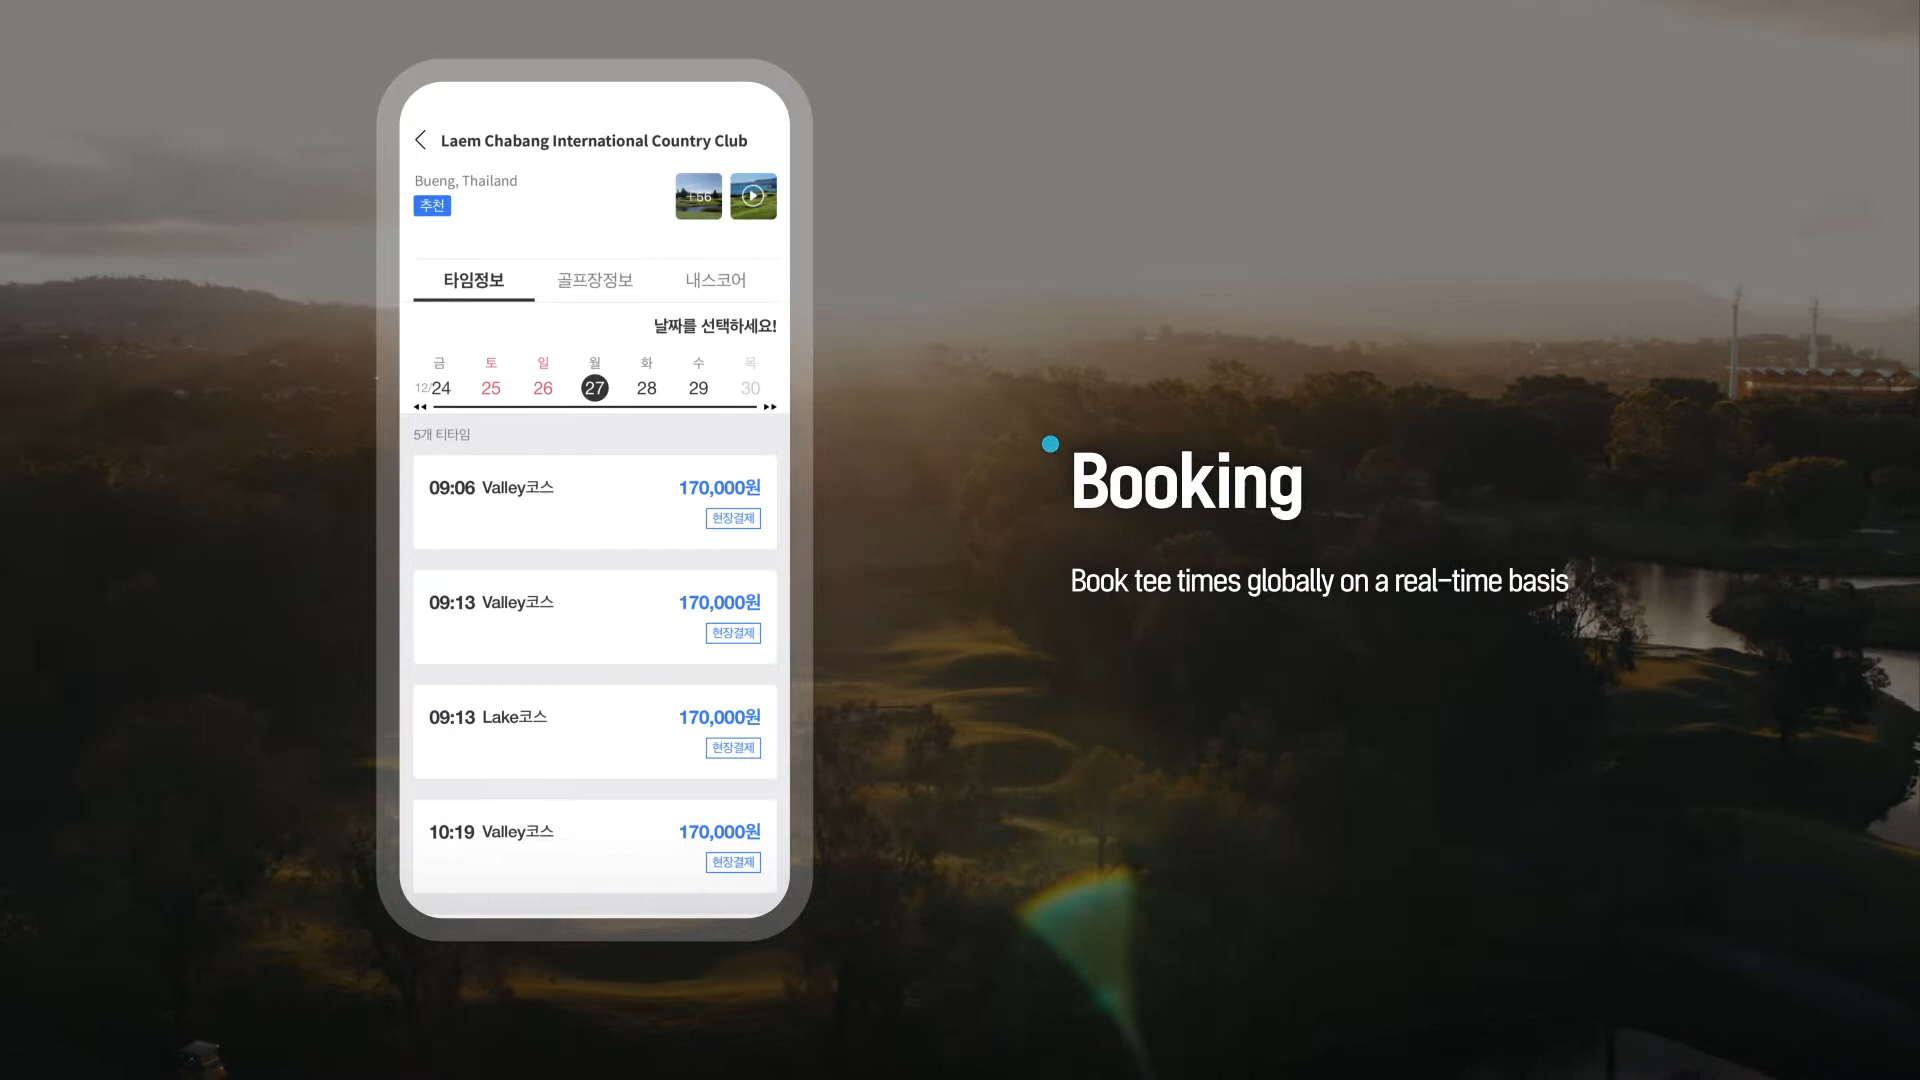 Laem Chabang International Country Club
Bueng, Thailand
추천
+66
타임정보 골프장정보 내스코어
날짜를 선택하세요!
금 토 일 월 화 수 목
12/24 25 26 27 28 29 30
5개 티타임
09:06 Valley코스 170,000원
현장결제
09:13 Valley코스 170,000원
현장결제
09:13 Lake코스 170,000원
현장결제
10:19 Valley코스 170,000원
현장결제
Booking
Book tee times globally on a real-time basis